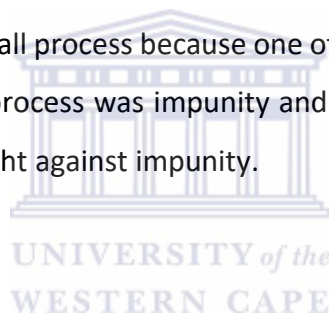 all process because one of
process was impunity and
ght against impunity.
UNIVERSITY of the
WESTERN CAPE